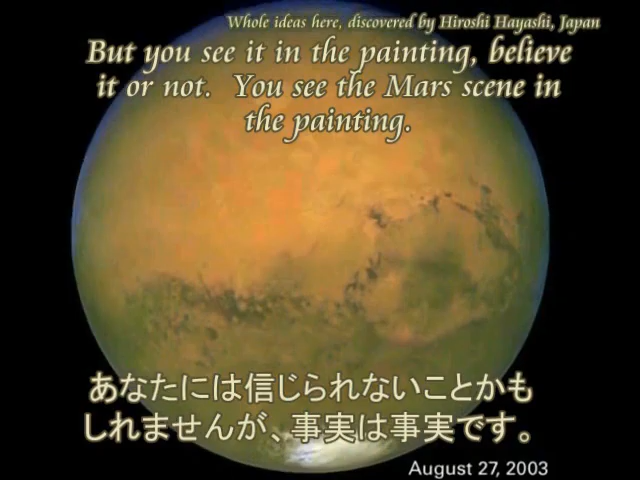 Whole ideas here, discovered by Hiroshi Hayashi, Japan
But you see it in the painting, believe
it or not.  You see the Mars scene in
the painting.
あなたには信じられないことかも
しれませんが、事実は事実です。
August 27, 2003